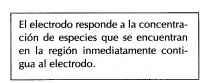 El electrodo responde a la concentra-
ción de especies que se encuentran
en la región inmediatamente conti-
gua al electrodo.